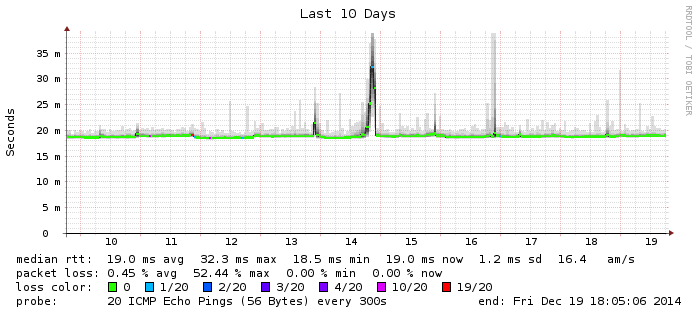 Last 10 Days
RRDTOOL / TOBI OETIKER
Seconds
35 m
30 m
25 m
20 m
15 m
10 m
5 m
0
10 11 12 13 14 15 16 17 18 19
median rtt: 19.0 ms avg 32.3 ms max 18.5 ms min 19.0 ms now 1.2 ms sd 16.4 am/s
packet loss: 0.45 % avg 52.44 % max 0.00 % min 0.00 % now
loss color: 0 1/20 2/20 3/20 4/20 10/20 19/20
probe: 20 ICMP Echo Pings (56 Bytes) every 300s end: Fri Dec 19 18:05:06 2014